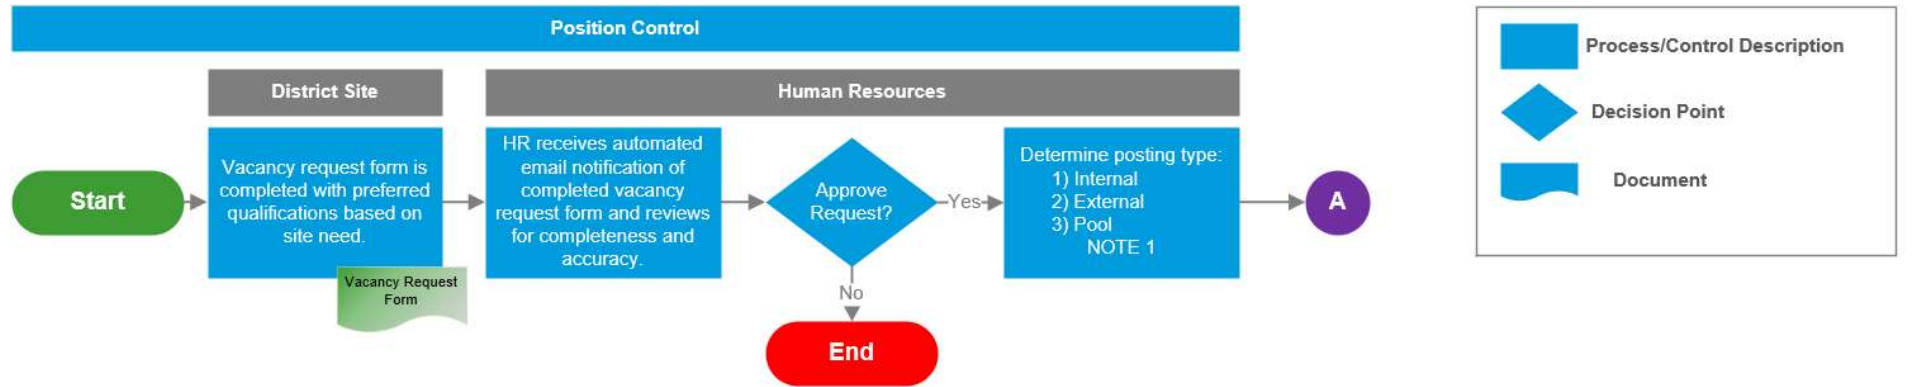 Position Control
District Site
Human Resources
Start
Vacancy request form is
completed with preferred
qualifications based on
site need.
Vacancy Request
Form
HR receives automated
email notification of
completed vacancy
request form and reviews
for completeness and
accuracy.
Approve
Request?
Yes
No
End
Determine posting type:
1) Internal
2) External
3) Pool
NOTE 1
A
Process/Control Description
Decision Point
Document